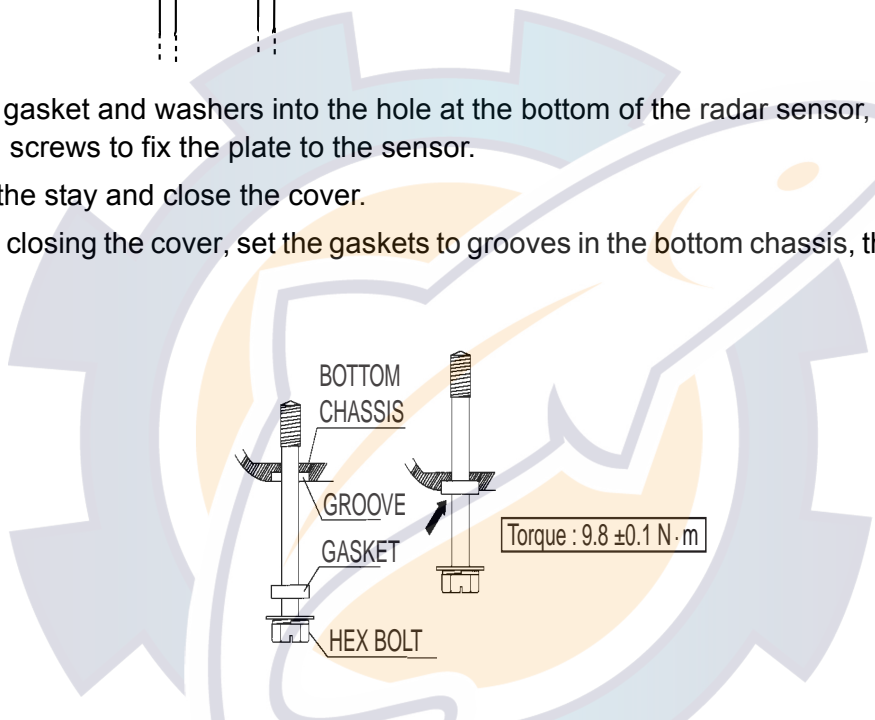 gasket and washers into the hole at the bottom of the radar sensor,
screws to fix the plate to the sensor.
the stay and close the cover.
closing the cover, set the gaskets to grooves in the bottom chassis, th
BOTTOM
CHASSIS
GROOVE
GASKET
HEX BOLT
Torque : 9.8 ±0.1 N·m